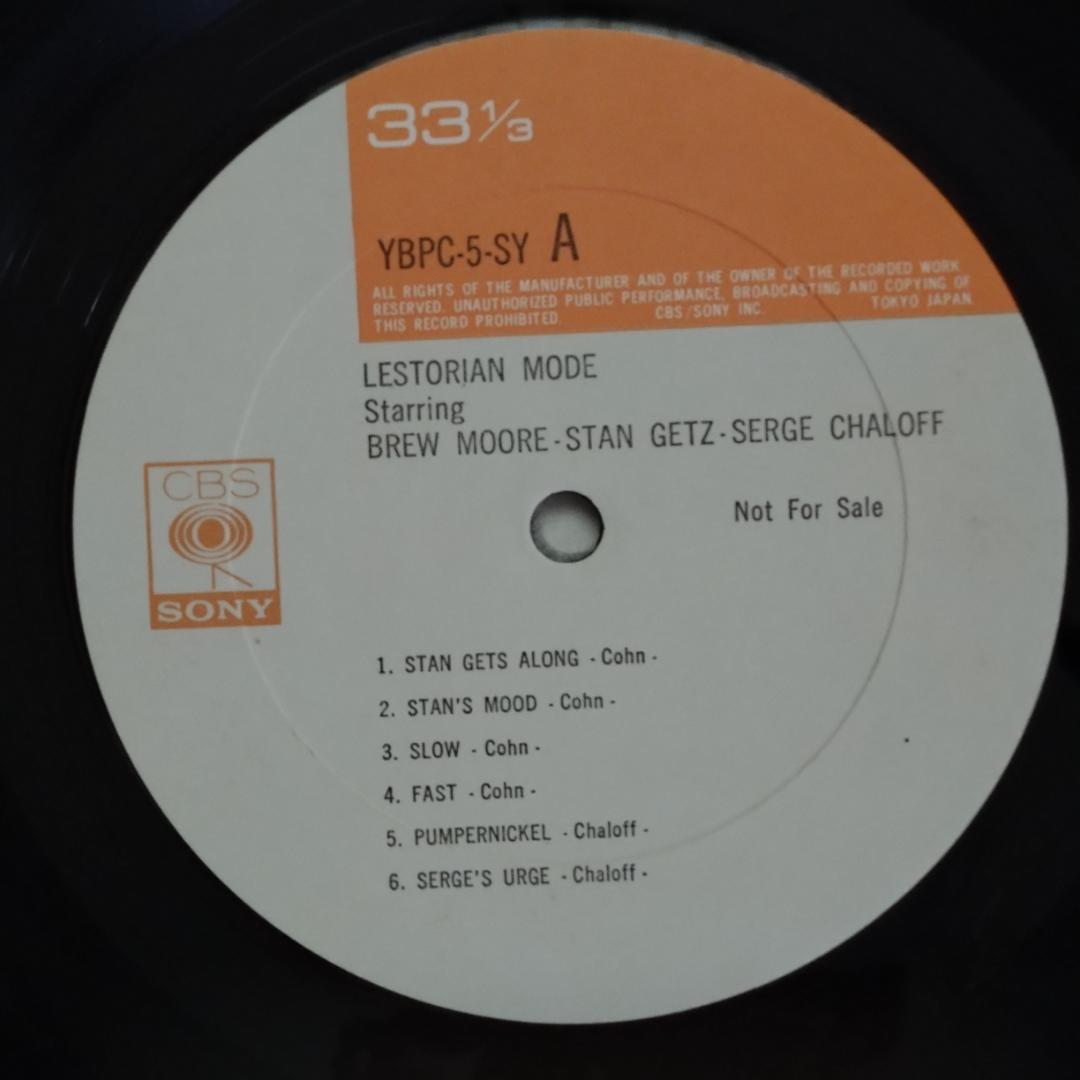 33 1/3
YBPC-5-SY A
ALL RIGHTS OF THE MANUFACTURER AND OF THE OWNER OF THE RECORDED WORK
RESERVED. UNAUTHORIZED PUBLIC PERFORMANCE, BROADCASTING AND COPYING OF
THIS RECORD PROHIBITED. CBS/SONY INC. TOKYO JAPAN
LESTORIAN MODE
Starring
BREW MOORE-STAN GETZ-SERGE CHALOFF
CBS
SONY
Not For Sale
1. STAN GETS ALONG - Cohn -
2. STAN'S MOOD - Cohn -
3. SLOW - Cohn -
4. FAST - Cohn -
5. PUMPERNICKEL - Chaloff -
6. SERGE'S URGE - Chaloff -